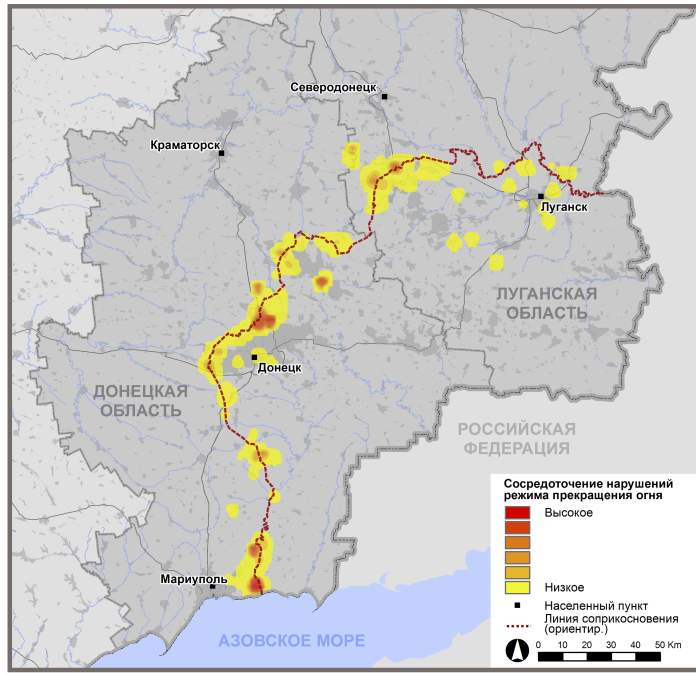 Северодонецк
Краматорск
Луганск
ЛУГАНСКАЯ
ОБЛАСТЬ
Донецк
ДОНЕЦКАЯ
ОБЛАСТЬ
РОССИЙСКАЯ
ФЕДЕРАЦИЯ
Мариуполь
АЗОВСКОЕ МОРЕ
Сосредоточение нарушений
режима прекращения огня
Высокое
Низкое
Населенный пункт
Линия соприкосновения
(ориентир.)
0 10 20 30 40 50 Km